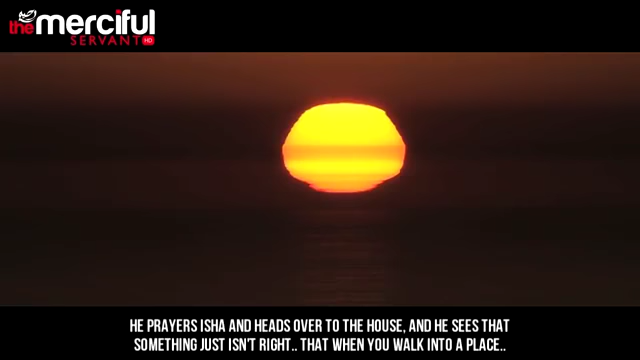 the merciful
SERVANT HD
HE PRAYERS ISHA AND HEADS OVER TO THE HOUSE, AND HE SEES THAT
SOMETHING JUST ISN'T RIGHT.. THAT WHEN YOU WALK INTO A PLACE..